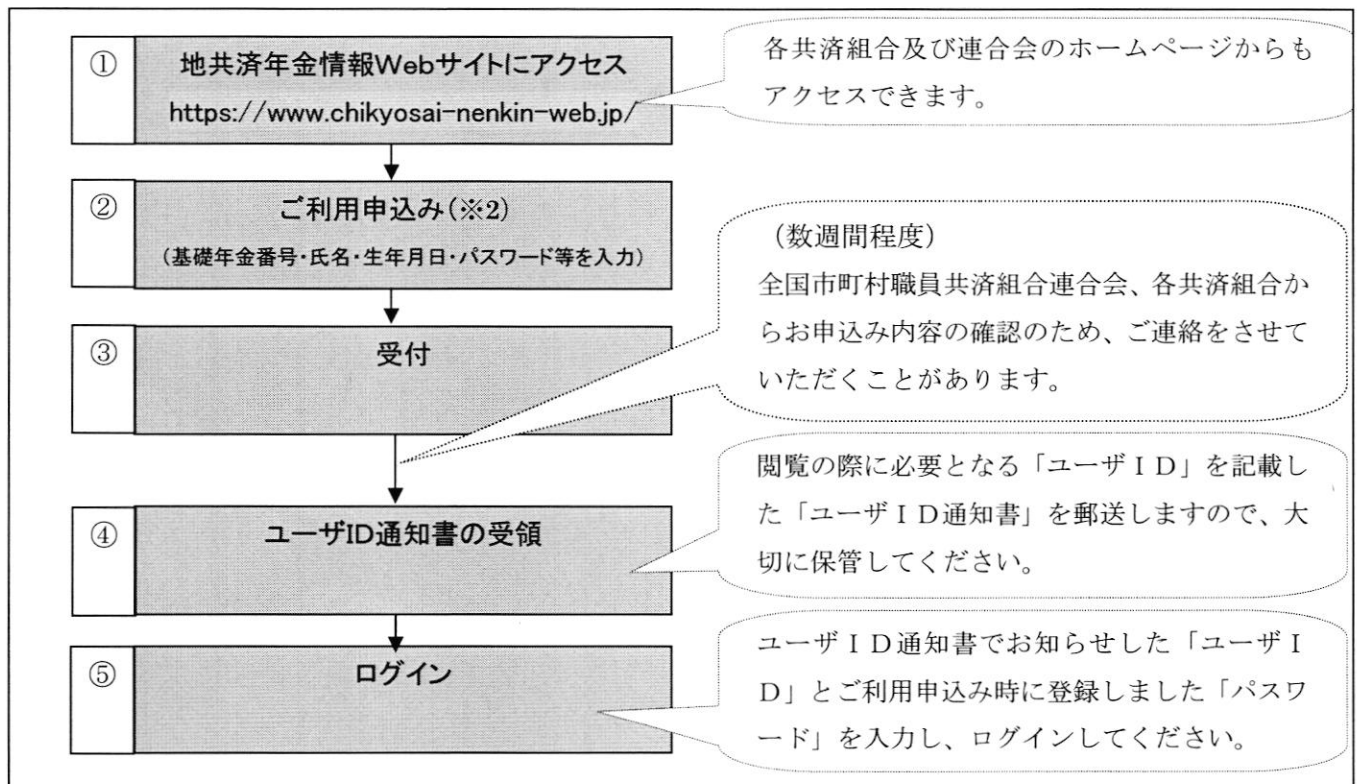 ①
地共済年金情報Webサイトにアクセス
https://www.chikyosai-nenkin-web.jp/
各共済組合及び連合会のホームページからも
アクセスできます。
②
ご利用申込み(※2)
(基礎年金番号・氏名・生年月日・パスワード等を入力)
③
受付
(数週間程度)
全国市町村職員共済組合連合会、各共済組合か
らお申込み内容の確認のため、ご連絡をさせて
いただくことがあります。
④
ユーザID通知書の受領
閲覧の際に必要となる「ユーザID」を記載し
た「ユーザID通知書」を郵送しますので、大
切に保管してください。
⑤
ログイン
ユーザID通知書でお知らせした「ユーザI
D」とご利用申込み時に登録しました「パスワ
ード」を入力し、ログインしてください。